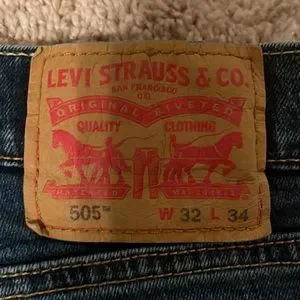 LEVI STRAUSS & CO.
SAN FRANCISCO
CAL
ORIGINAL RIVETED
QUALITY CLOTHING
505™ W 32 L 34